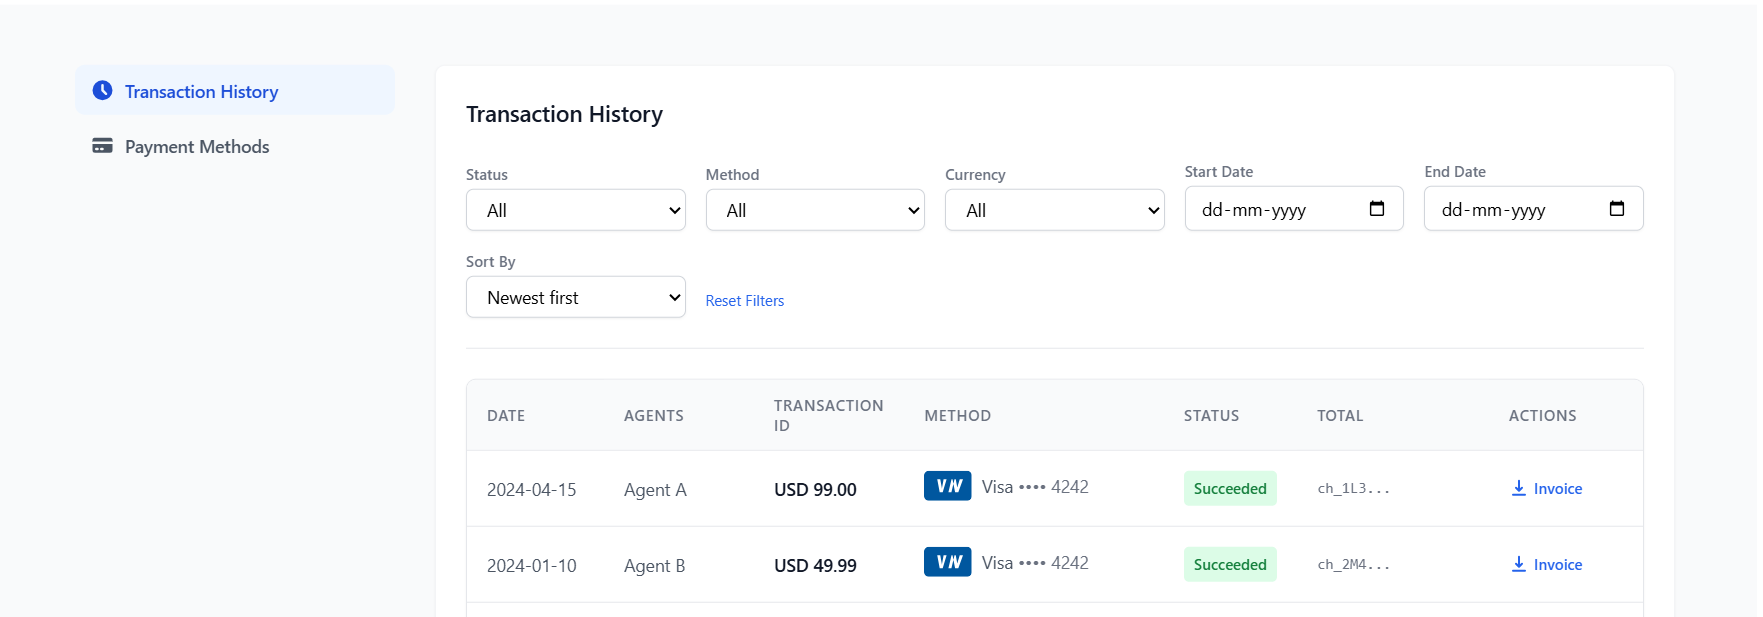 Transaction History
Payment Methods
Transaction History
Status
Method
Currency
Start Date
End Date
All
All
All
dd-mm-yyyy
dd-mm-yyyy
Sort By
Newest first
Reset Filters
DATE AGENTS TRANSACTION ID METHOD STATUS TOTAL ACTIONS
2024-04-15 Agent A USD 99.00 Visa •••• 4242 Succeeded ch_1L3... Invoice
2024-01-10 Agent B USD 49.99 Visa •••• 4242 Succeeded ch_2M4... Invoice